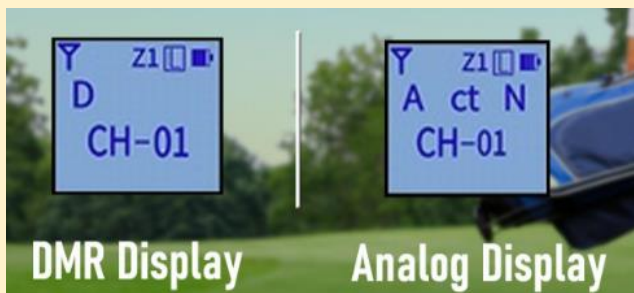 Z1
D
CH-01
DMR Display
Z1
A ct N
CH-01
Analog Display